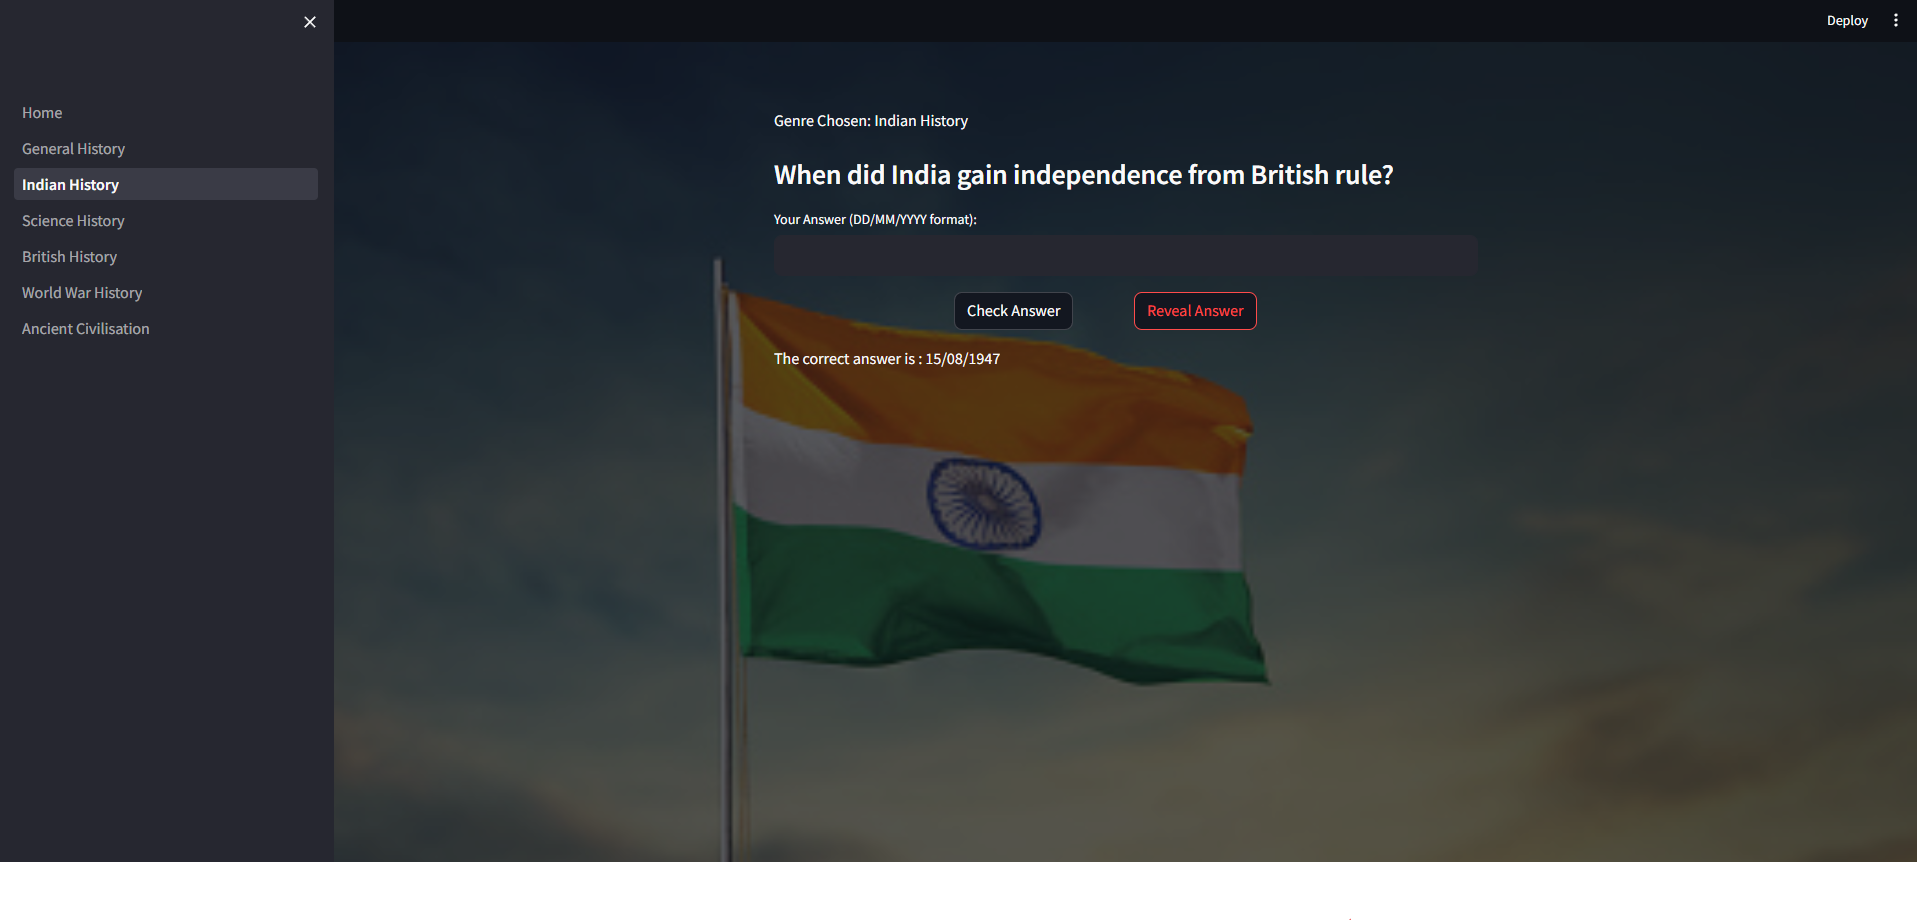 Deploy
Home
General History
Indian History
Science History
British History
World War History
Ancient Civilisation
Genre Chosen: Indian History
When did India gain independence from British rule?
Your Answer (DD/MM/YYYY format):
Check Answer
Reveal Answer
The correct answer is : 15/08/1947